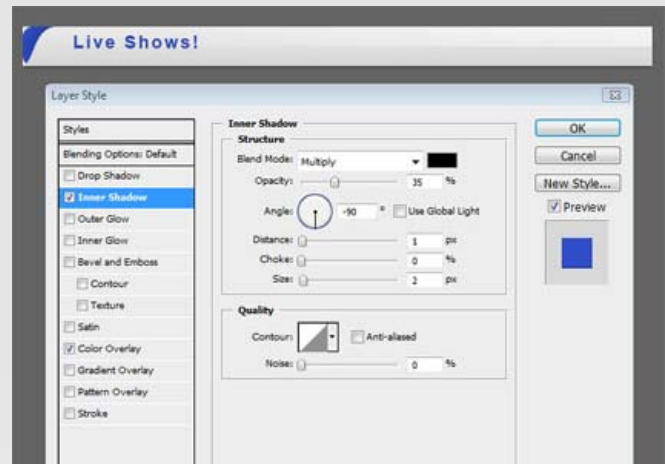 Live Shows!
Layer Style
Styles
Blending Options: Default
Drop Shadow
Inner Shadow
Outer Glow
Inner Glow
Bevel and Emboss
Contour
Texture
Satin
Color Overlay
Gradient Overlay
Pattern Overlay
Stroke
Inner Shadow
Structure
Blend Mode: Multiply
Opacity: 35 %
Angle: -90 ° Use Global Light
Distance: 1 px
Choke: 0 %
Size: 2 px
Quality
Contour: Anti-aliased
Noise: 0 %
OK
Cancel
New Style...
Preview